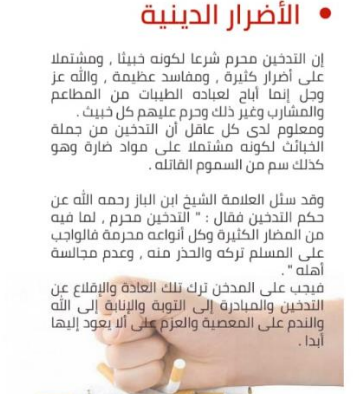 • الأضرار الدينية
إن التدخين محرم شرعا لكونه خبيثا , ومشتملا
على أضرار كثيرة , ومفاسد عظيمة , والله عز
وجل إنما أباح لعباده الطيبات من المطاعم
والمشارب وغير ذلك وحرم عليهم كل خبيث .
ومعلوم لدى كل عاقل أن التدخين من جملة
الخبائث لكونه مشتملا على مواد ضارة وهو
كذلك سم من السموم القاتله .
وقد سئل العلامة الشيخ ابن الباز رحمه الله عن
حكم التدخين فقال : " التدخين محرم , لما فيه
من المضار الكثيرة وكل أنواعه محرمة فالواجب
على المسلم تركه والحذر منه , وعدم مجالسة
أهله " .
فيجب على المدخن ترك تلك العادة والإقلاع عن
التدخين والمبادرة إلى التوبة والإنابة إلى الله
والندم على المعصية والعزم على ألا يعود إليها
أبدا .